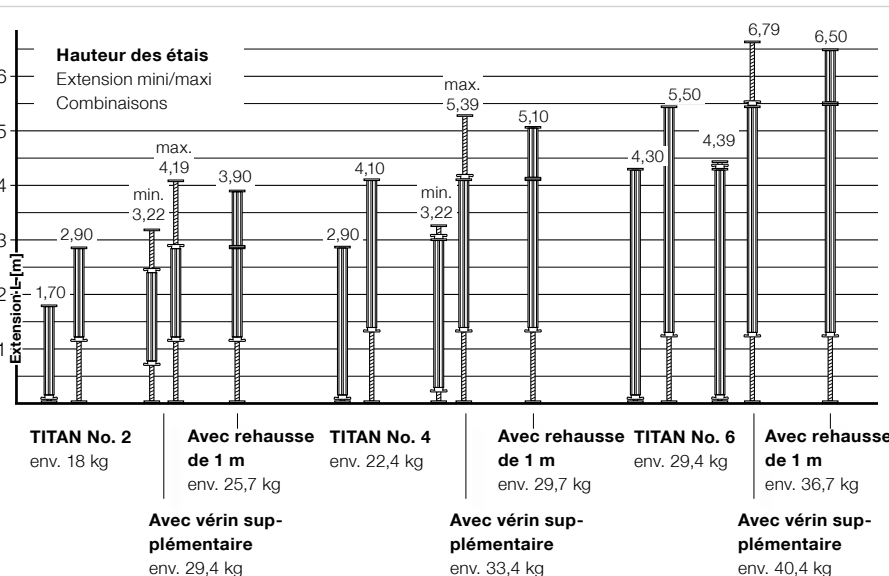 Hauteur des étais
Extension mini/maxi
Combinaisons
Extension L [m]
6
5
4
3
2
1
1,70
2,90
min.
3,22
max.
4,19
3,90
2,90
4,10
min.
3,22
max.
5,39
5,10
4,30
5,50
4,39
6,79
6,50
TITAN No. 2
env. 18 kg
Avec rehausse
de 1 m
env. 25,7 kg
Avec vérin sup-
plémentaire
env. 29,4 kg
TITAN No. 4
env. 22,4 kg
Avec rehausse
de 1 m
env. 29,7 kg
Avec vérin sup-
plémentaire
env. 33,4 kg
TITAN No. 6
env. 29,4 kg
Avec rehausse
de 1 m
env. 36,7 kg
Avec vérin sup-
plémentaire
env. 40,4 kg